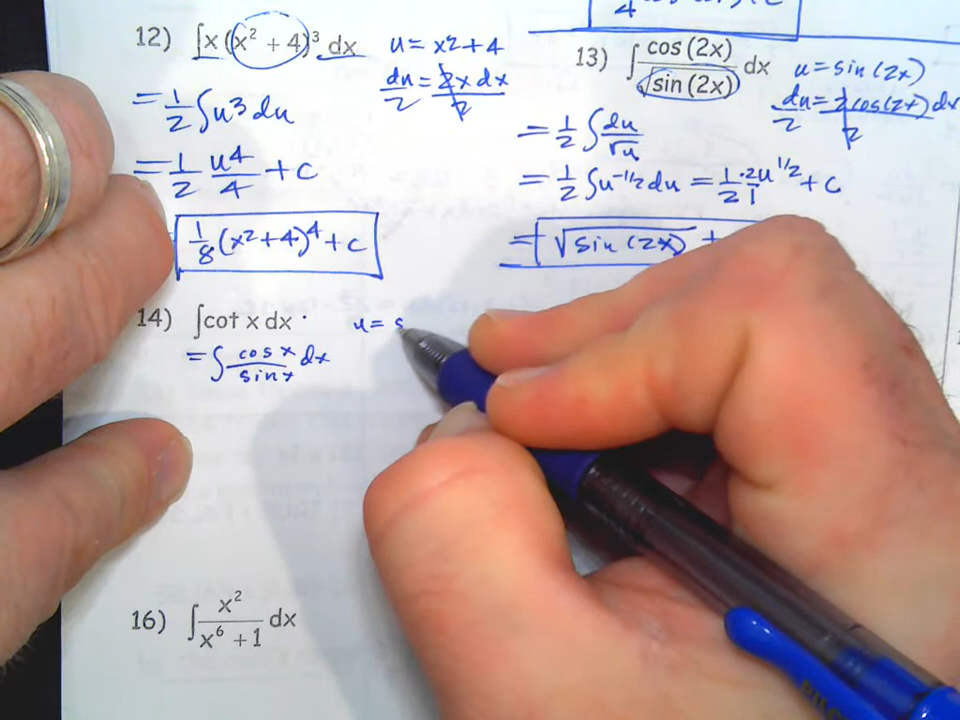 12) ∫x (x² + 4)³ dx
u = x2+4
du = 2x dx
2 2
= 1/2 ∫u³ du
= 1/2 u4/4 + c
1/8 (x²+4)⁴ + c
13) ∫ cos (2x) / √sin (2x) dx
u = sin (2x)
du = 2 cos(2x) dx
2 2
= 1/2 ∫ du/√u
= 1/2 ∫u^-1/2 du = 1/2 · 2u^1/2 / 1 + c
= √sin (2x) +
14) ∫cot x dx
u = s
= ∫ cos x / sin x dx
16) ∫ x² / x⁶ + 1 dx